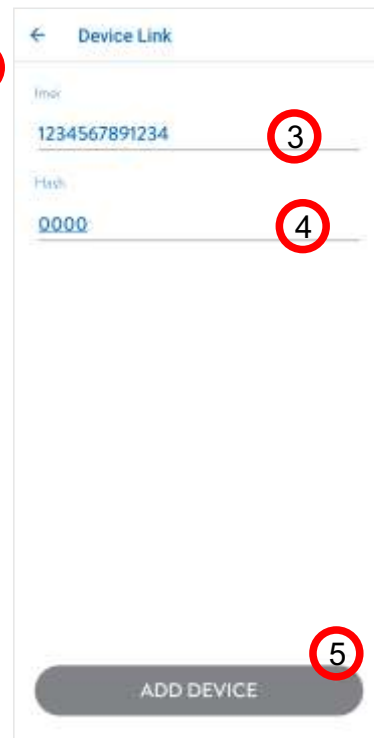 Device Link
Imei
1234567891234
3
Hash
0000
4
5
ADD DEVICE